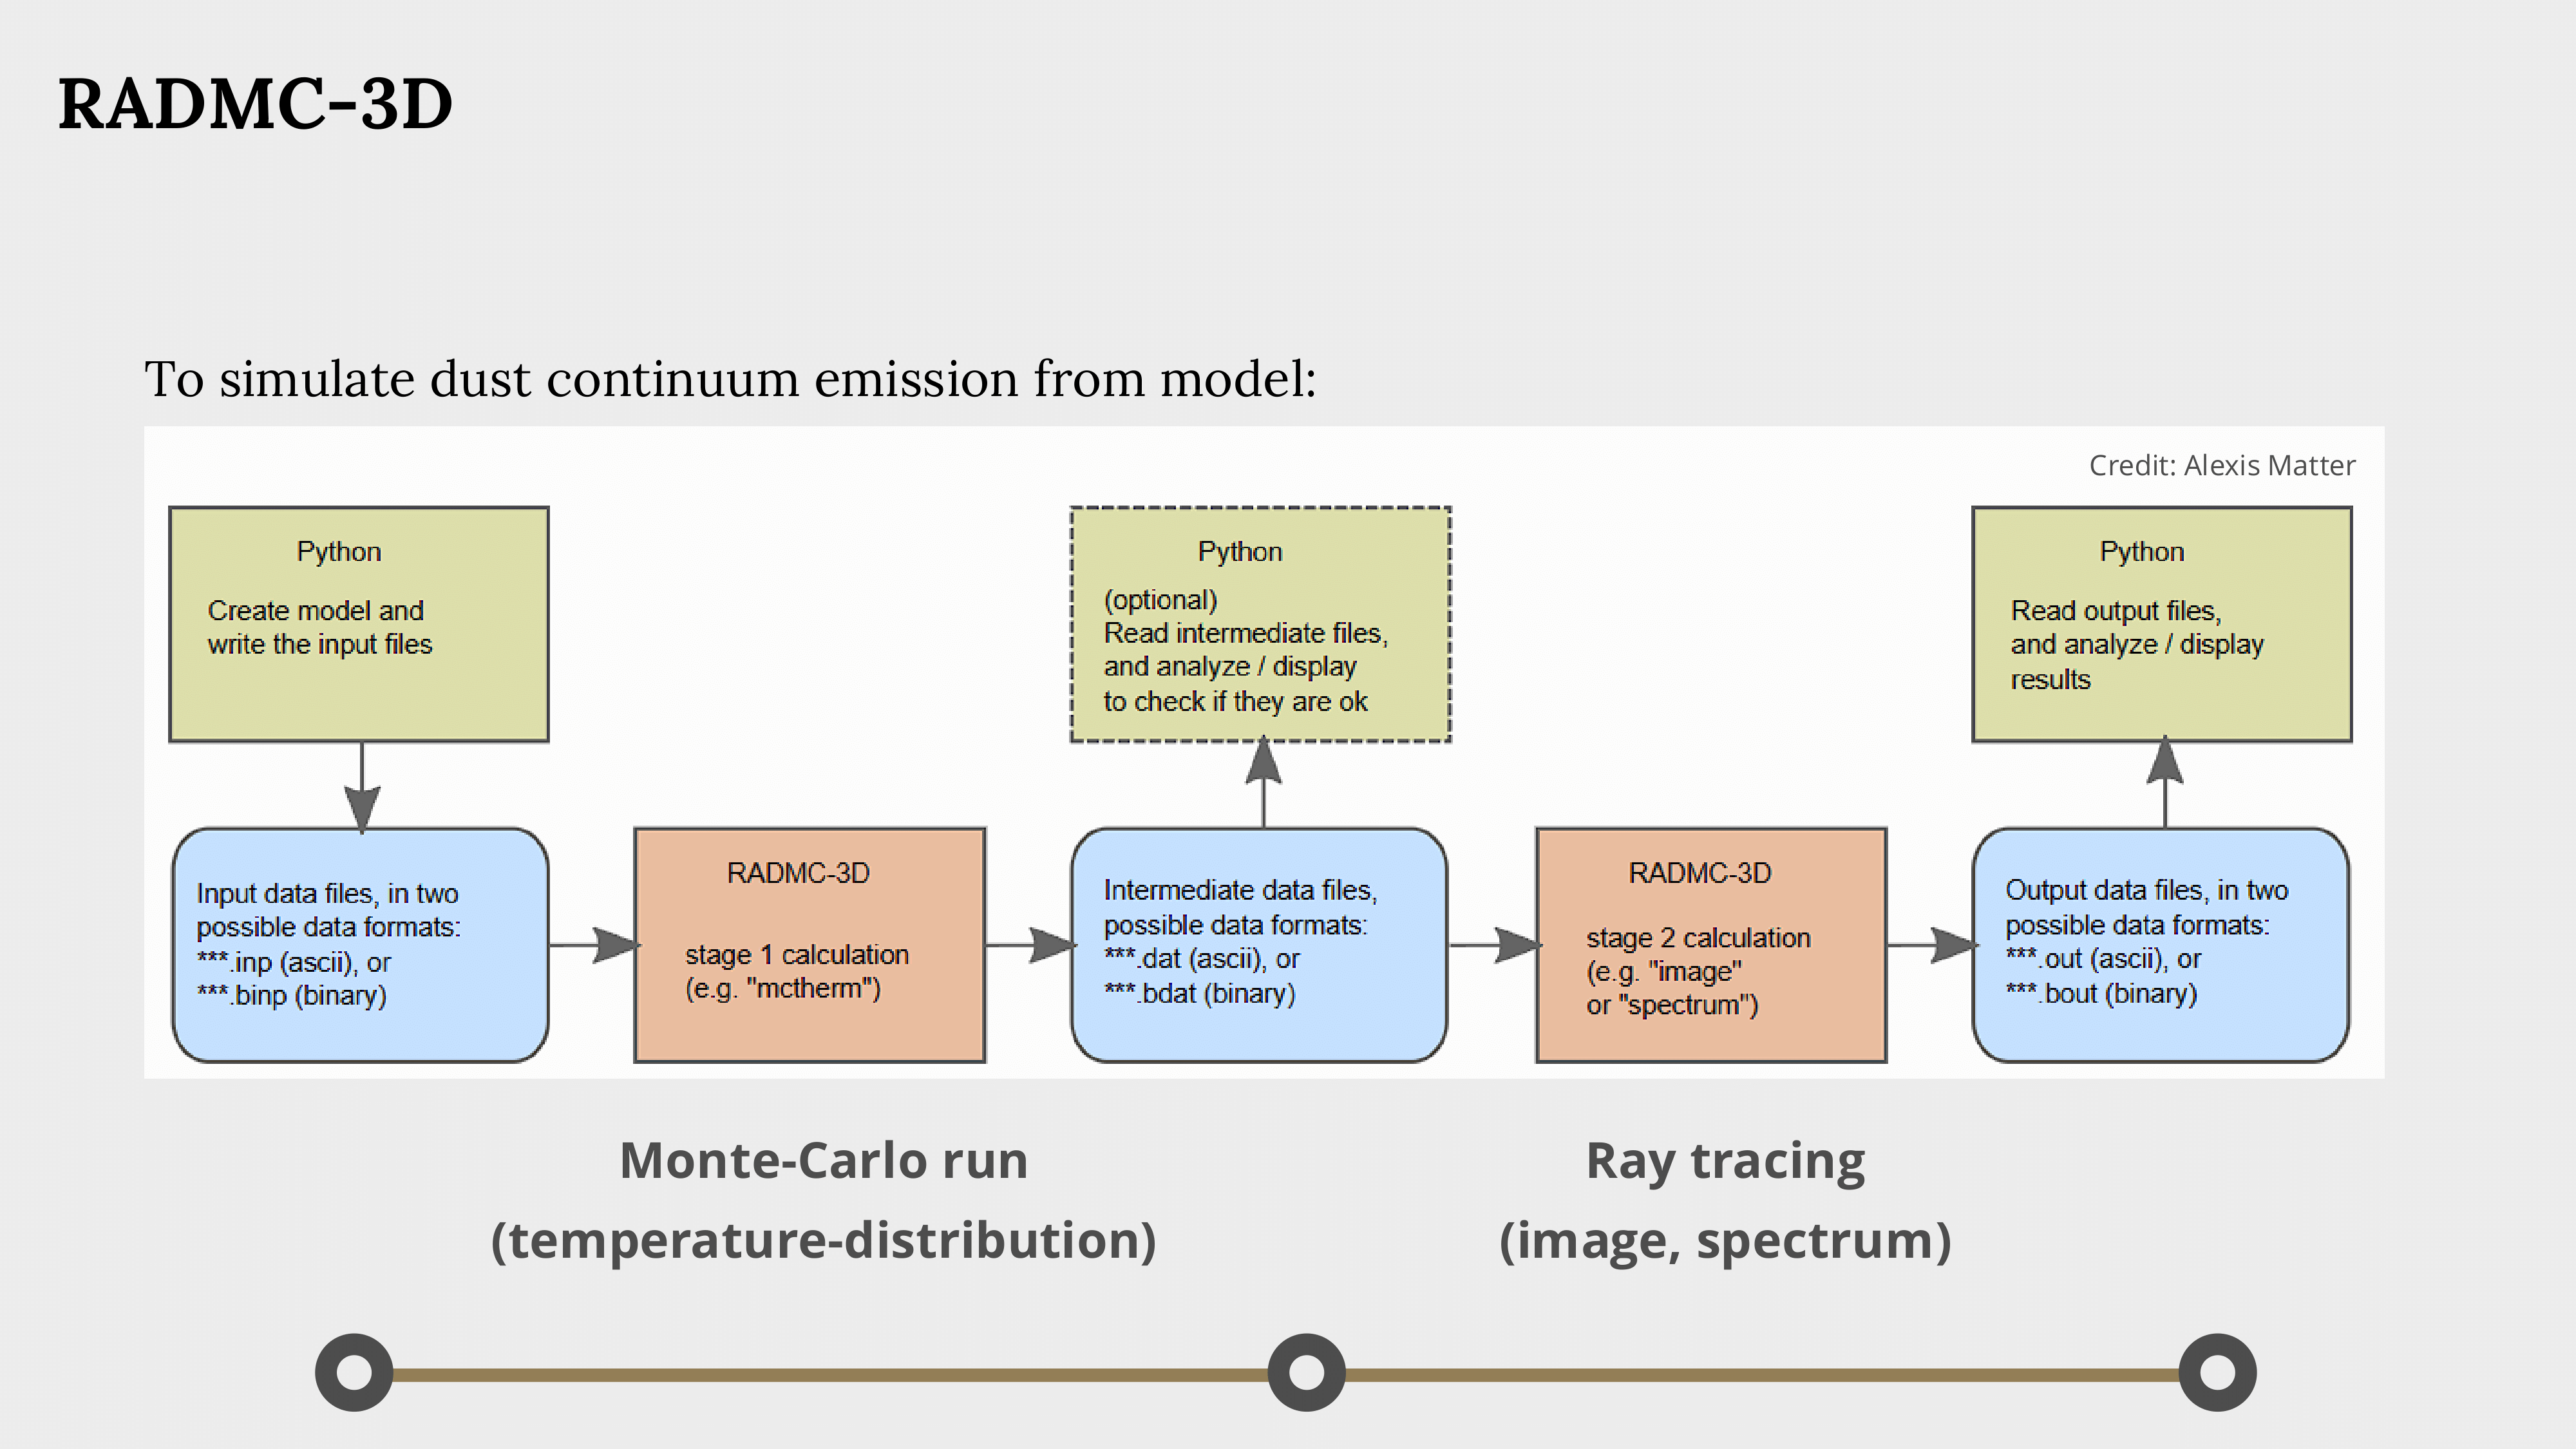 RADMC-3D
To simulate dust continuum emission from model:
Credit: Alexis Matter
Python
Create model and
write the input files
Python
(optional)
Read intermediate files,
and analyze / display
to check if they are ok
Python
Read output files,
and analyze / display
results
Input data files, in two
possible data formats:
***.inp (ascii), or
***.binp (binary)
RADMC-3D
stage 1 calculation
(e.g. "mctherm")
Intermediate data files,
possible data formats:
***.dat (ascii), or
***.bdat (binary)
RADMC-3D
stage 2 calculation
(e.g. "image"
or "spectrum")
Output data files, in two
possible data formats:
***.out (ascii), or
***.bout (binary)
Monte-Carlo run
(temperature-distribution)
Ray tracing
(image, spectrum)